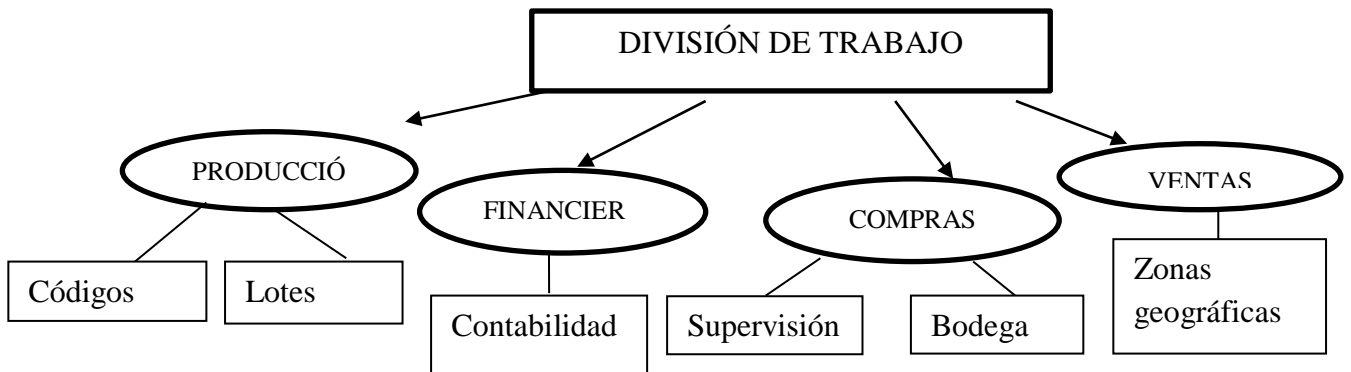 DIVISIÓN DE TRABAJO
PRODUCCIÓ
FINANCIER
COMPRAS
VENTAS
Códigos
Lotes
Contabilidad
Supervisión
Bodega
Zonas
geográficas